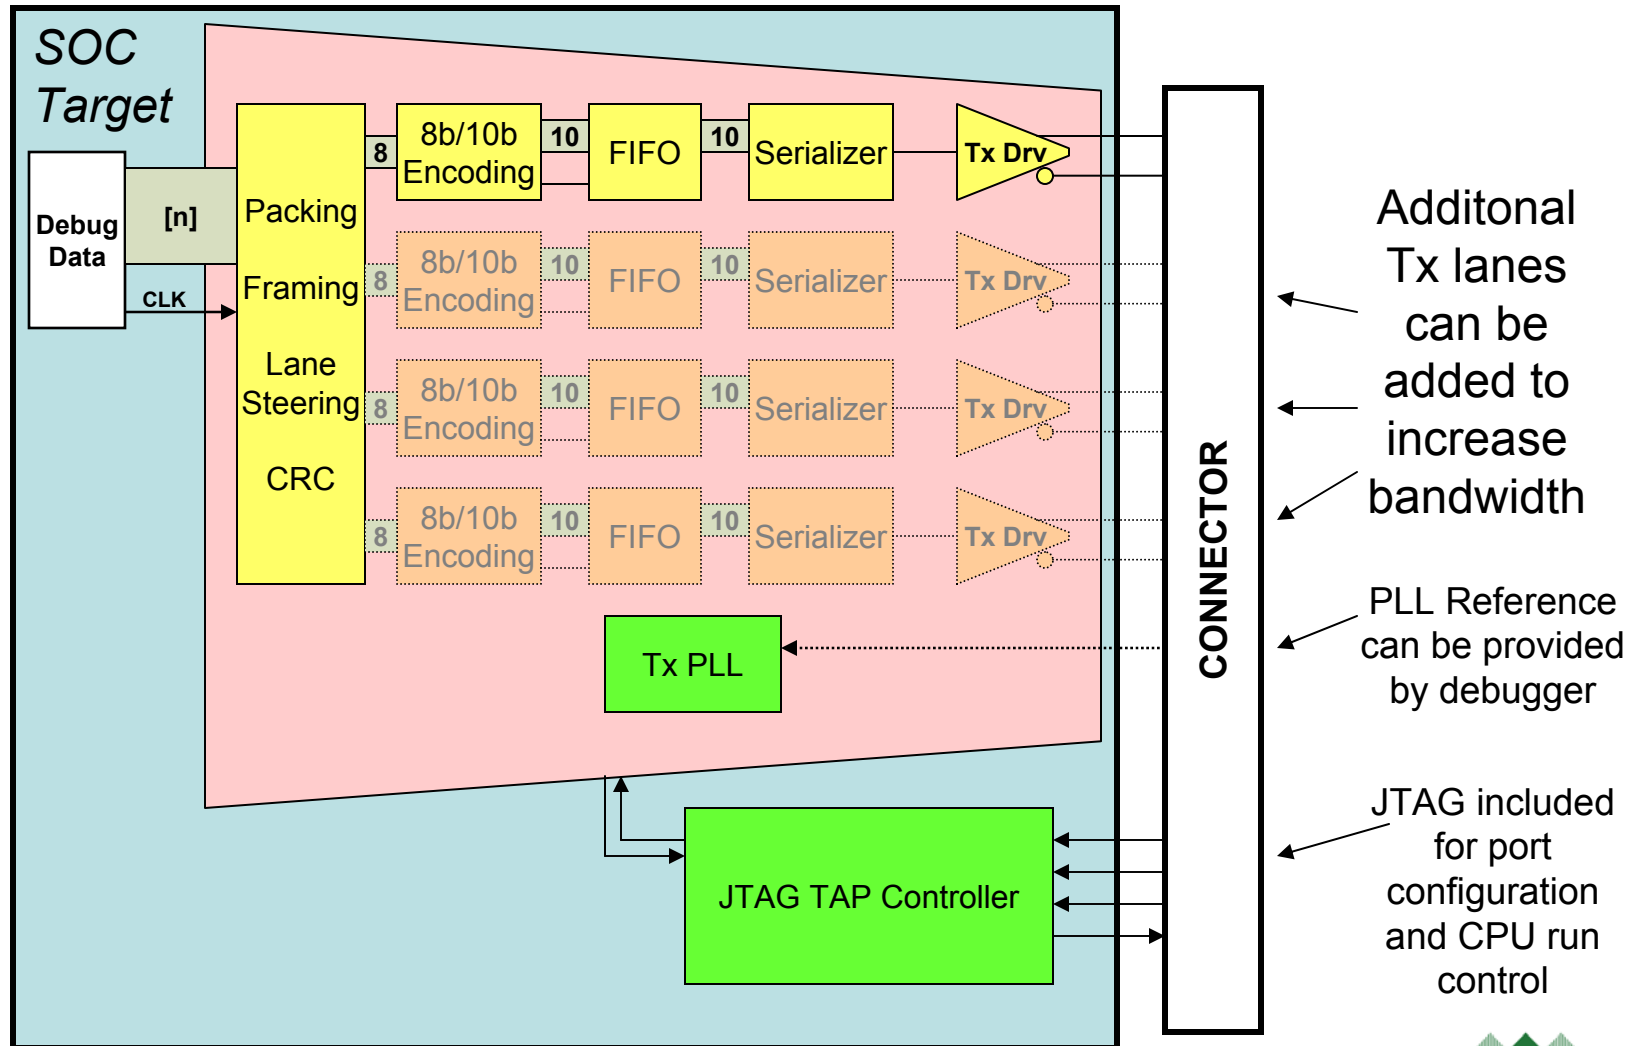 SOC
Target
Debug
Data
[n]
CLK
Packing
Framing
Lane
Steering
CRC
8
8b/10b
Encoding
10
FIFO
10
Serializer
Tx Drv
8
8b/10b
Encoding
10
FIFO
10
Serializer
Tx Drv
8
8b/10b
Encoding
10
FIFO
10
Serializer
Tx Drv
8
8b/10b
Encoding
10
FIFO
10
Serializer
Tx Drv
Tx PLL
JTAG TAP Controller
CONNECTOR
Additonal
Tx lanes
can be
added to
increase
bandwidth
PLL Reference
can be provided
by debugger
JTAG included
for port
configuration
and CPU run
control